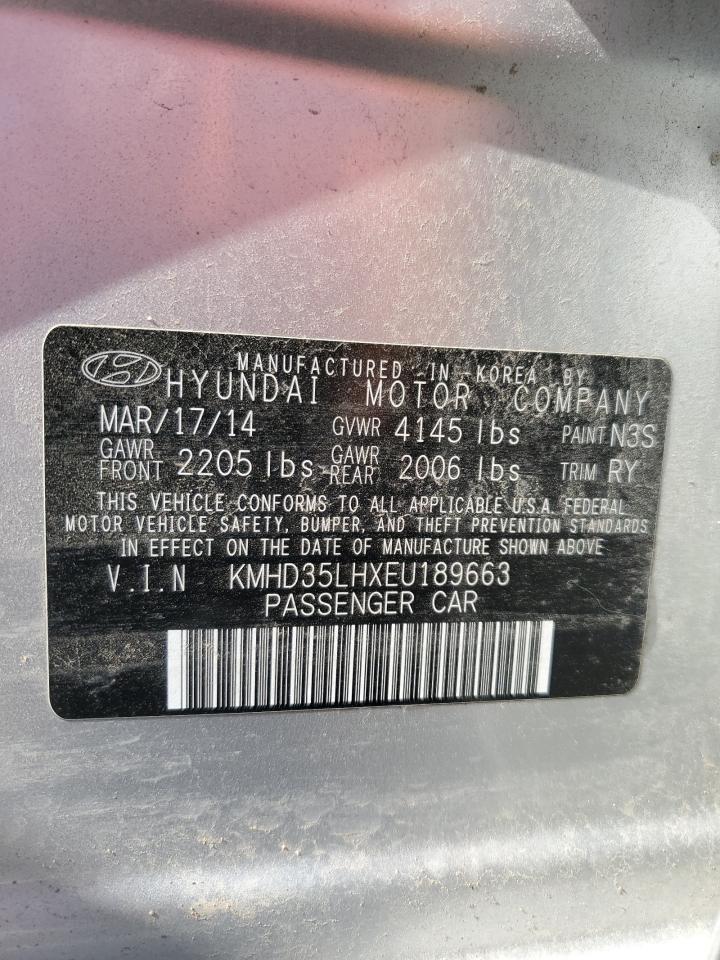 MANUFACTURED IN KOREA BY
HYUNDAI MOTOR COMPANY
MAR/17/14 GVWR 4145 lbs PAINT N3S
GAWR FRONT 2205 lbs GAWR REAR 2006 lbs TRIM RY
THIS VEHICLE CONFORMS TO ALL APPLICABLE U.S.A. FEDERAL
MOTOR VEHICLE SAFETY, BUMPER, AND THEFT PREVENTION STANDARDS
IN EFFECT ON THE DATE OF MANUFACTURE SHOWN ABOVE
V.I.N KMHD35LHXEU189663
PASSENGER CAR